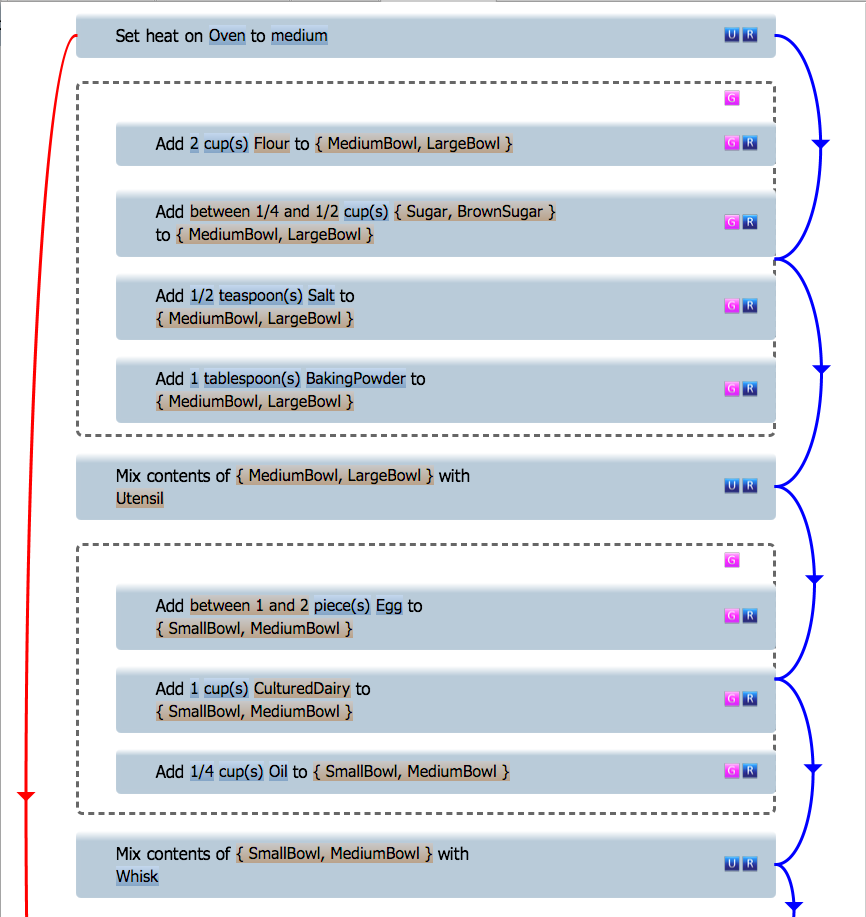 Set heat on Oven to medium
U R
G
Add 2 cup(s) Flour to { MediumBowl, LargeBowl }
G R
Add between 1/4 and 1/2 cup(s) { Sugar, BrownSugar }
to { MediumBowl, LargeBowl }
G R
Add 1/2 teaspoon(s) Salt to
{ MediumBowl, LargeBowl }
G R
Add 1 tablespoon(s) BakingPowder to
{ MediumBowl, LargeBowl }
G R
Mix contents of { MediumBowl, LargeBowl } with
Utensil
U R
G
Add between 1 and 2 piece(s) Egg to
{ SmallBowl, MediumBowl }
G R
Add 1 cup(s) CulturedDairy to
{ SmallBowl, MediumBowl }
G R
Add 1/4 cup(s) Oil to { SmallBowl, MediumBowl }
G R
Mix contents of { SmallBowl, MediumBowl } with
Whisk
U R